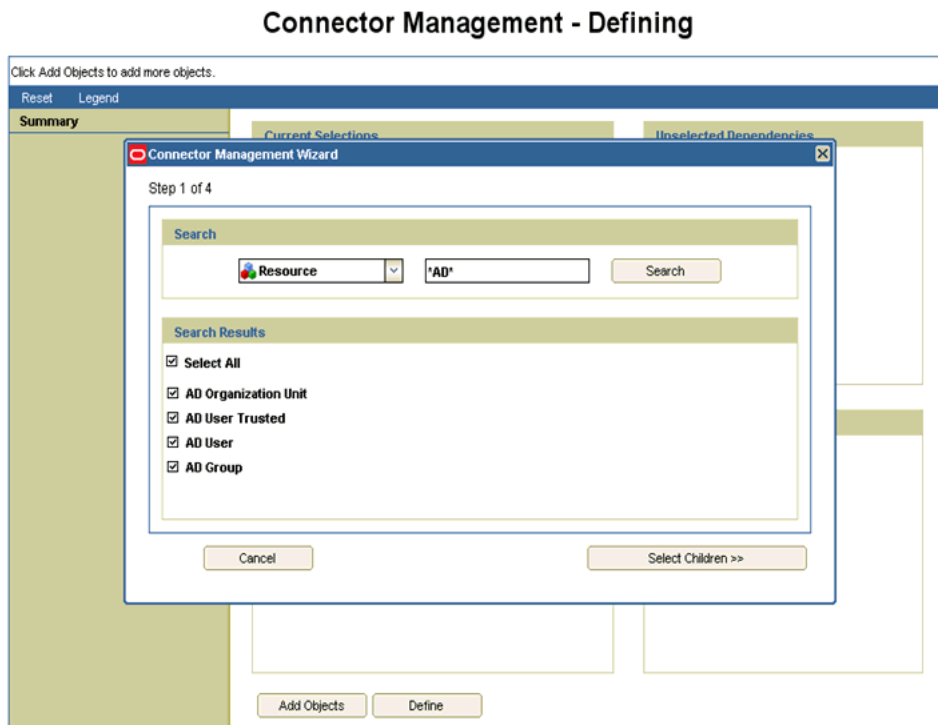 Connector Management - Defining
Click Add Objects to add more objects.
Reset Legend
Summary
Current Selections
Unselected Dependencies
Connector Management Wizard
Step 1 of 4
Search
Resource
*AD*
Search
Search Results
Select All
AD Organization Unit
AD User Trusted
AD User
AD Group
Cancel
Select Children >>
Add Objects
Define